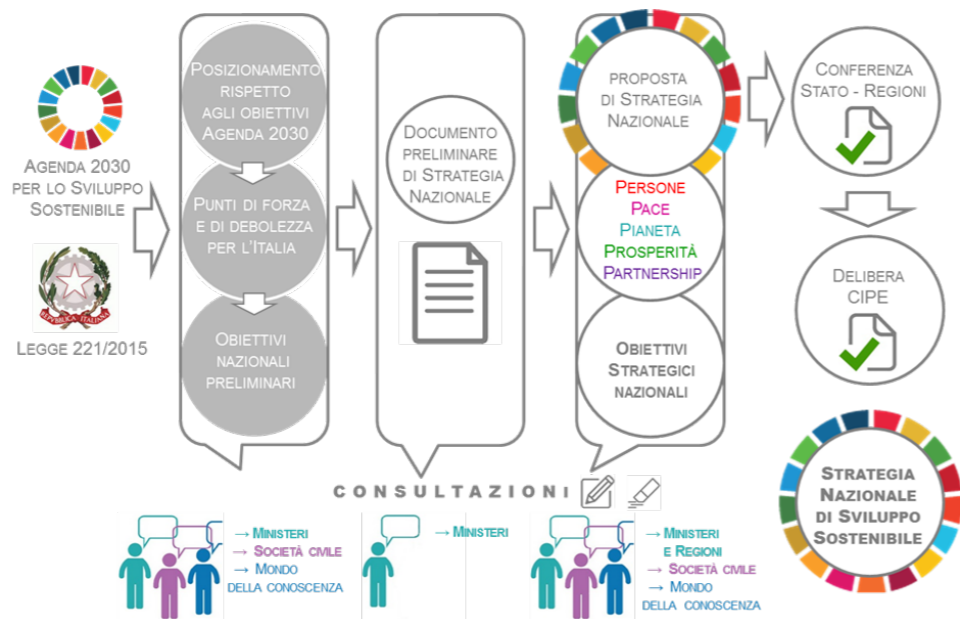 AGENDA 2030
PER LO SVILUPPO
SOSTENIBILE
REPVBBLICA ITALIANA
LEGGE 221/2015
POSIZIONAMENTO
RISPETTO
AGLI OBIETTIVI
AGENDA 2030
PUNTI DI FORZA
E DI DEBOLEZZA
PER L'ITALIA
OBIETTIVI
NAZIONALI
PRELIMINARI
DOCUMENTO
PRELIMINARE
DI STRATEGIA
NAZIONALE
PROPOSTA
DI STRATEGIA
NAZIONALE
PERSONE
PACE
PIANETA
PROSPERITÀ
PARTNERSHIP
OBIETTIVI
STRATEGICI
NAZIONALI
CONFERENZA
STATO - REGIONI
DELIBERA
CIPE
STRATEGIA
NAZIONALE
DI SVILUPPO
SOSTENIBILE
CONSULTAZIONI
→ MINISTERI
→ SOCIETÀ CIVILE
→ MONDO
DELLA CONOSCENZA
→ MINISTERI
→ MINISTERI
E REGIONI
→ SOCIETÀ CIVILE
→ MONDO
DELLA CONOSCENZA